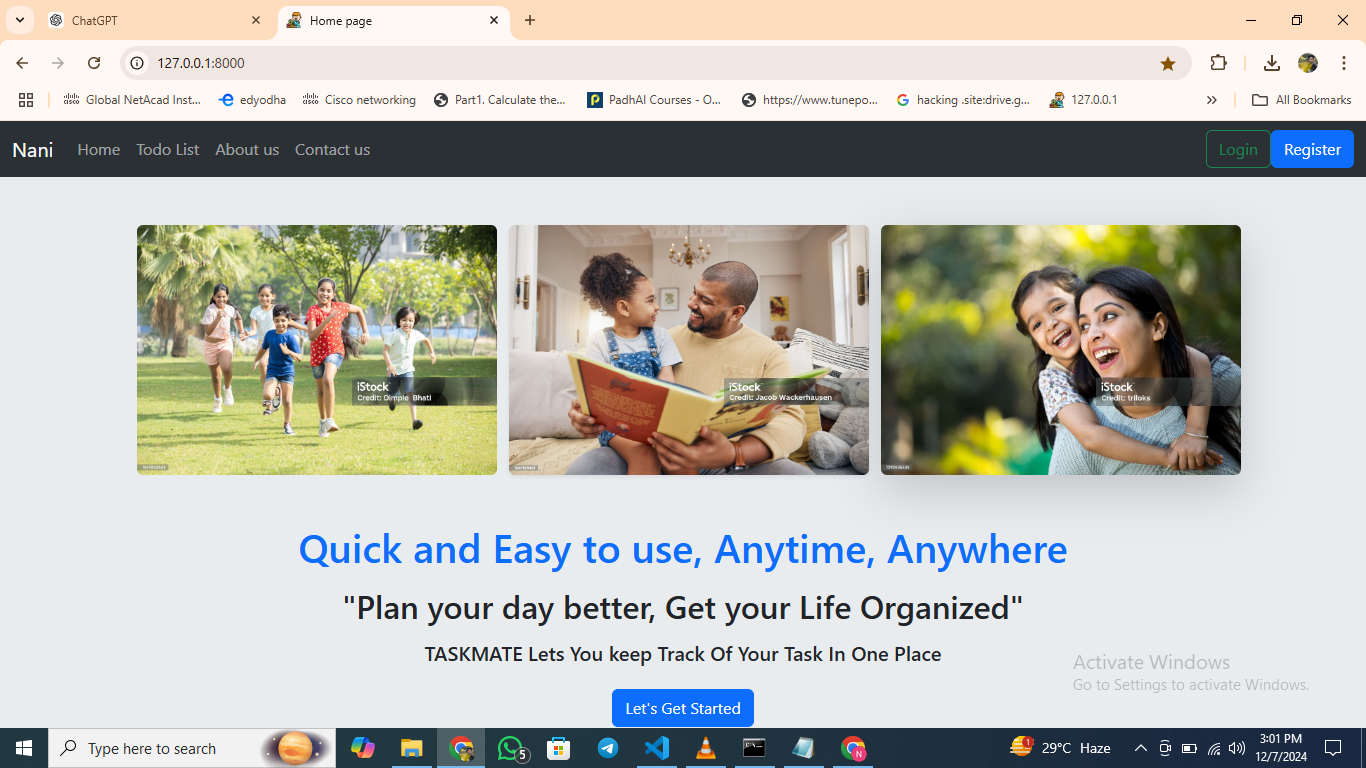 ChatGPT
Home page
127.0.0.1:8000
Global NetAcad Inst...
edyodha
Cisco networking
Part1. Calculate the...
PadhAI Courses - O...
https://www.tunepo...
hacking .site:drive.g...
127.0.0.1
All Bookmarks
Nani
Home
Todo List
About us
Contact us
Login
Register
iStock
Credit: Dimple Bhati
iStock
Credit: Jacob Wackerhausen
iStock
Credit: triloks
Quick and Easy to use, Anytime, Anywhere
"Plan your day better, Get your Life Organized"
TASKMATE Lets You keep Track Of Your Task In One Place
Let's Get Started
Activate Windows
Go to Settings to activate Windows.
Type here to search
5
1
29°C Haze
3:01 PM
12/7/2024